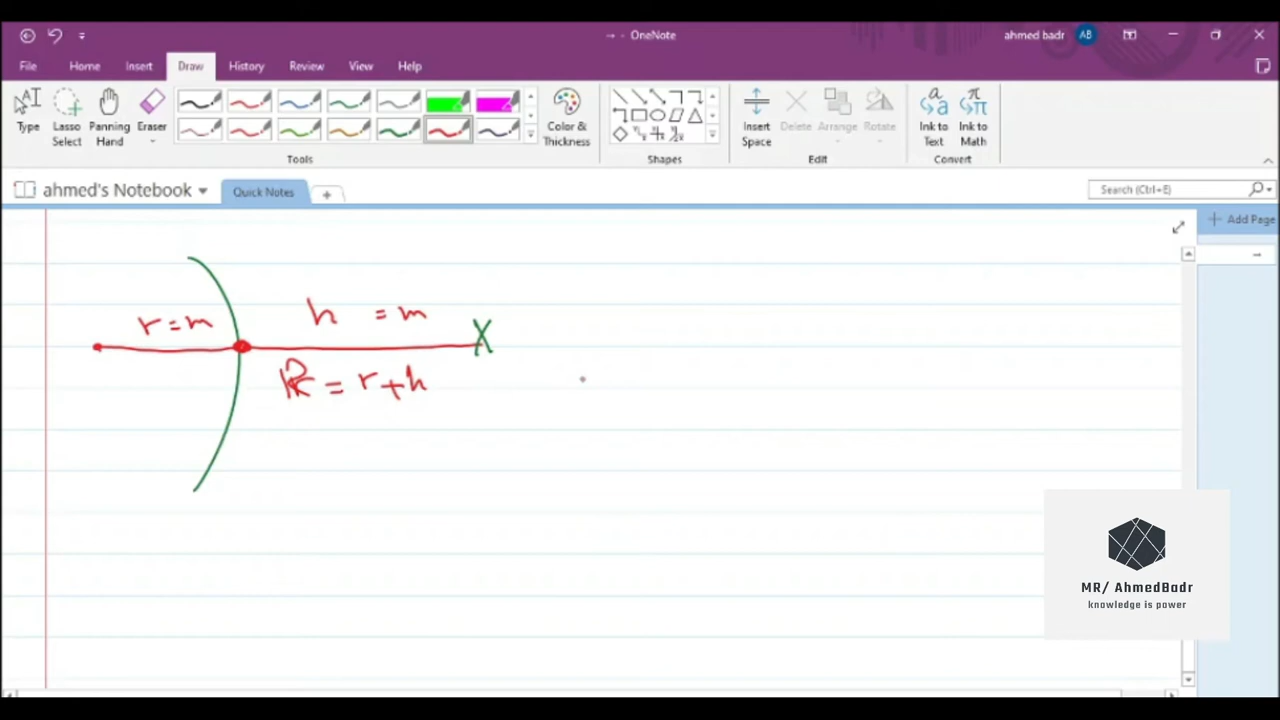 → - OneNote
ahmed badr AB
File Home Insert Draw History Review View Help
Type
Lasso Select
Panning Hand
Eraser
Color & Thickness
Insert Space
Delete
Arrange
Rotate
Ink to Text
Ink to Math
Tools
Shapes
Edit
Convert
ahmed's Notebook
Quick Notes
Search (Ctrl+E)
Add Page
r = m
h = m
R = r + h
MR/ AhmedBadr
knowledge is power